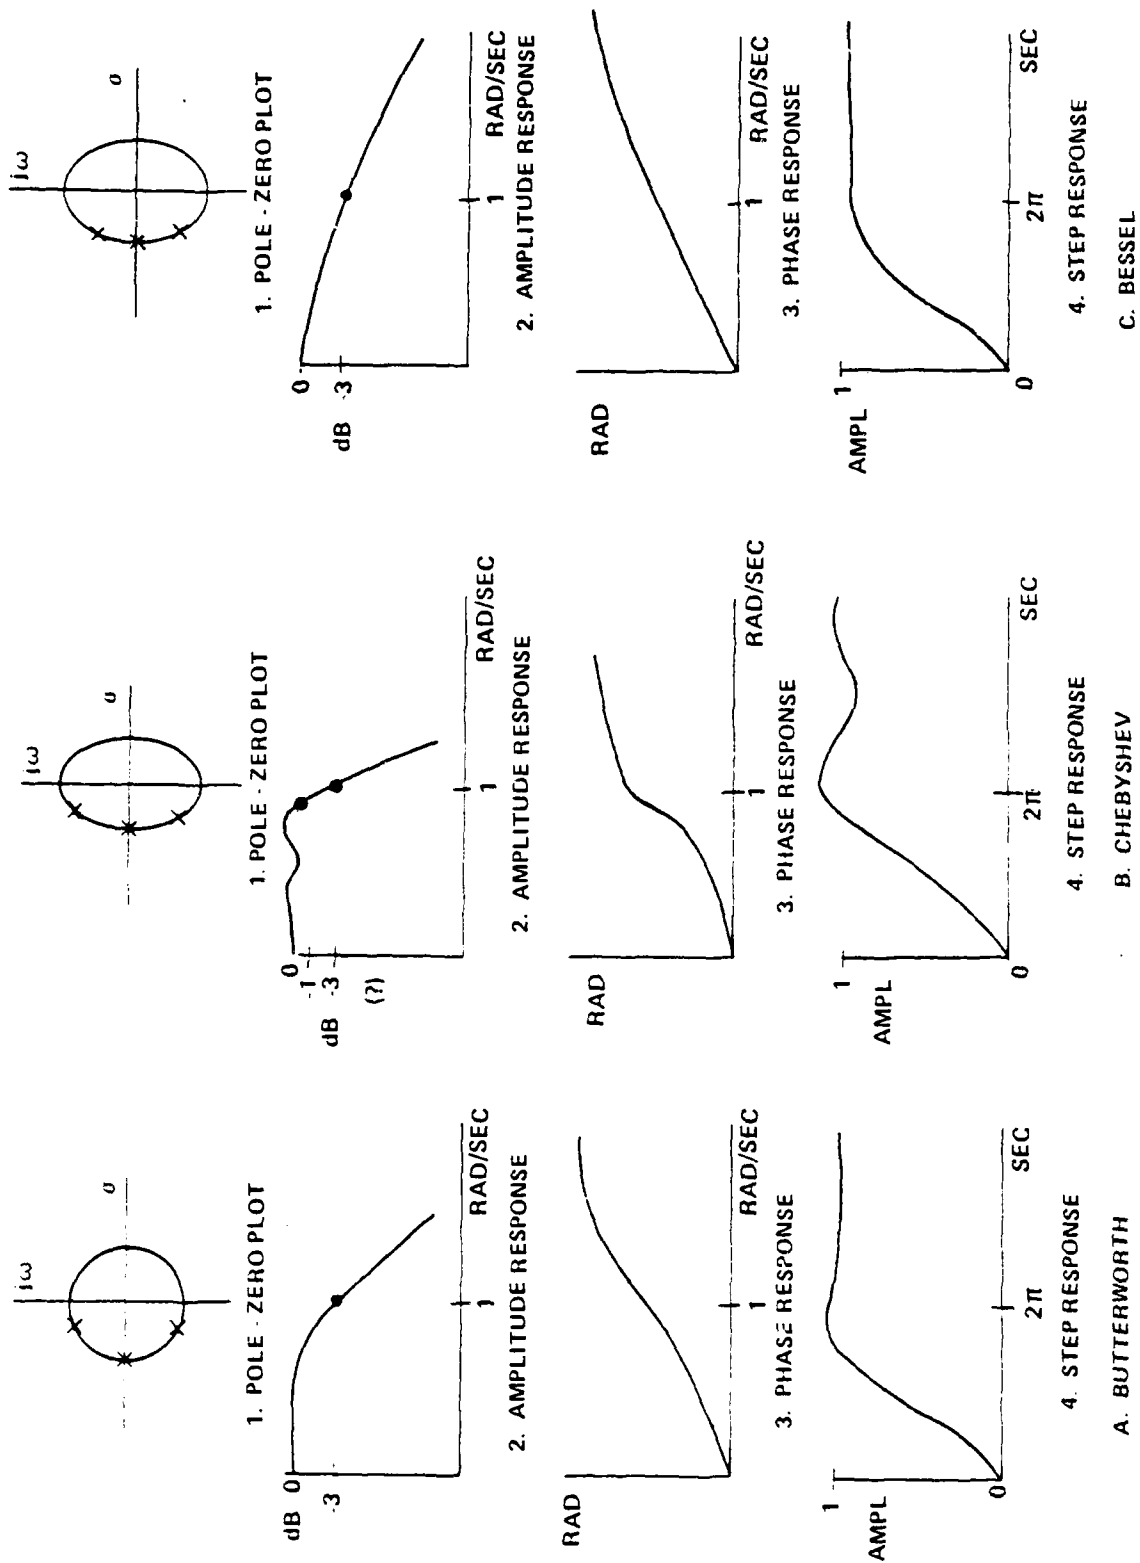 jω
σ
1. POLE - ZERO PLOT
dB
0
-3
1
RAD/SEC
2. AMPLITUDE RESPONSE
RAD
1
RAD/SEC
3. PHASE RESPONSE
1
AMPL
0
2π
SEC
4. STEP RESPONSE
A. BUTTERWORTH
jω
σ
1. POLE - ZERO PLOT
0
-1
dB -3
(?)
1
RAD/SEC
2. AMPLITUDE RESPONSE
RAD
1
RAD/SEC
3. PHASE RESPONSE
1
AMPL
0
2π
SEC
4. STEP RESPONSE
B. CHEBYSHEV
jω
σ
1. POLE - ZERO PLOT
0
dB -3
1
RAD/SEC
2. AMPLITUDE RESPONSE
RAD
1
RAD/SEC
3. PHASE RESPONSE
1
AMPL
0
2π
SEC
4. STEP RESPONSE
C. BESSEL